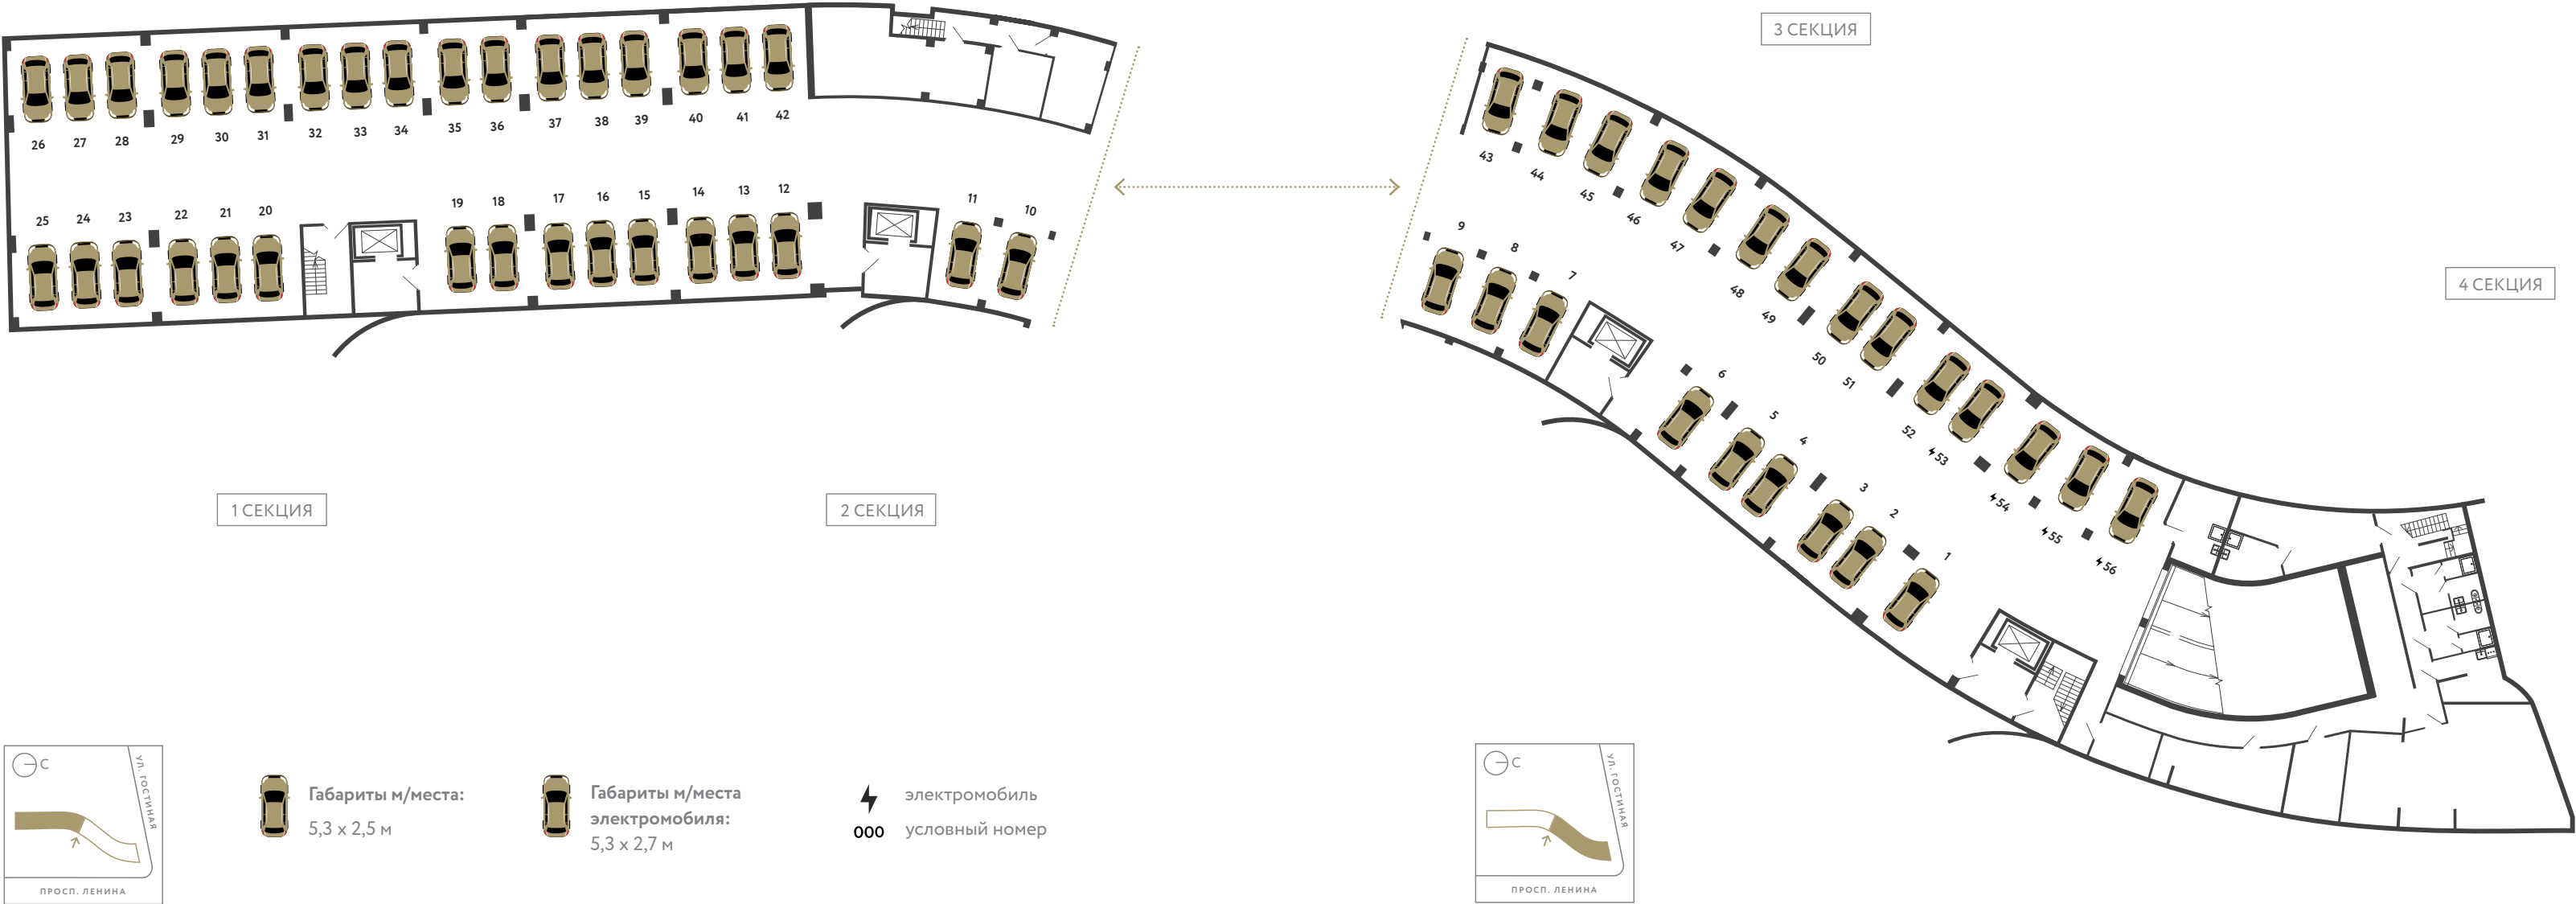 3 СЕКЦИЯ
26 27 28 29 30 31 32 33 34 35 36 37 38 39 40 41 42
43 44 45 46 47 48 49 50 51 52 53 54 55 56
25 24 23 22 21 20 19 18 17 16 15 14 13 12 11 10
9 8 7 6 5 4 3 2 1
4 СЕКЦИЯ
1 СЕКЦИЯ
2 СЕКЦИЯ
С
УЛ. ГОСТИНАЯ
ПРОСП. ЛЕНИНА
Габариты м/места:
5,3 х 2,5 м
Габариты м/места
электромобиля:
5,3 х 2,7 м
электромобиль
000 условный номер
С
УЛ. ГОСТИНАЯ
ПРОСП. ЛЕНИНА